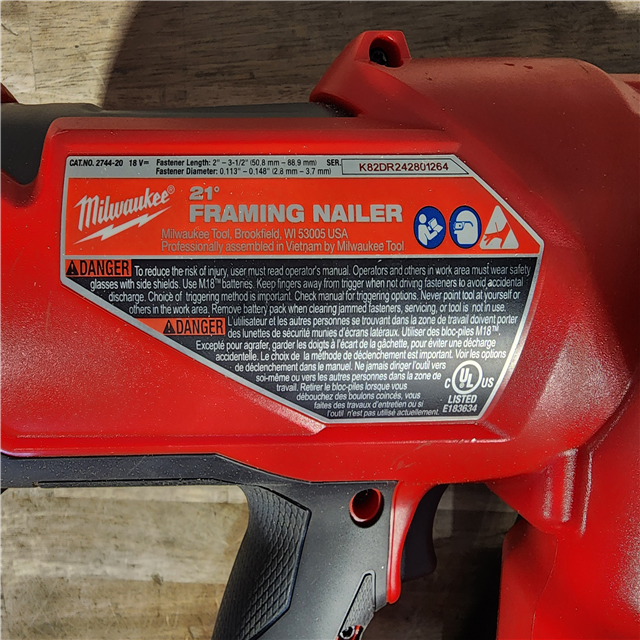 CAT.NO. 2744-20 18 V⎓ Fastener Length: 2" – 3-1/2" (50,8 mm – 88,9 mm) SER. K82DR242801264
Fastener Diameter: 0.113" – 0.148" (2.8 mm – 3.7 mm)
Milwaukee®
21°
FRAMING NAILER
Milwaukee Tool, Brookfield, WI 53005 USA
Professionally assembled in Vietnam by Milwaukee Tool
DANGER To reduce the risk of injury, user must read operator's manual. Operators and others in work area must wear safety
glasses with side shields. Use M18™ batteries. Keep fingers away from trigger when not driving fasteners to avoid accidental
discharge. Choice of triggering method is important. Check manual for triggering options. Never point tool at yourself or
others in the work area. Remove battery pack when clearing jammed fasteners, servicing, or tool is not in use.
DANGER L'utilisateur et les autres personnes se trouvant dans la zone de travail doivent porter
des lunettes de sécurité munies d'écrans latéraux. Utiliser des bloc-piles M18™.
Excepté pour agrafer, garder les doigts à l'écart de la gâchette, pour éviter une décharge
accidentelle. Le choix de la méthode de déclenchement est important. Voir les options
de déclenchement dans le manuel. Ne jamais diriger l'outil vers
soi-même ou vers les autres personnes dans la zone de
travail. Retirer le bloc-piles lorsque vous
débouchez des boulons coincés, vous
faites des travaux d'entretien ou si
l'outil n'est pas utilisé actuellement.
C UL US
LISTED
E183634